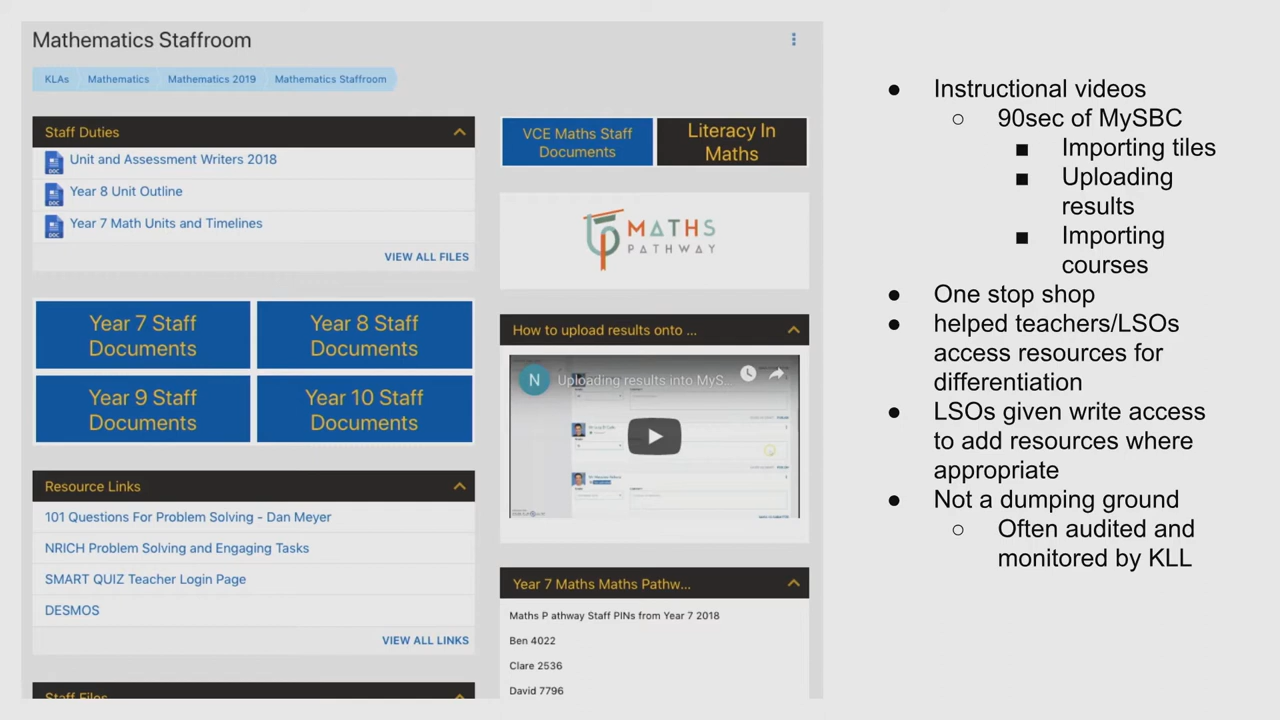 Mathematics Staffroom
KLAs
Mathematics
Mathematics 2019
Mathematics Staffroom
Staff Duties
Unit and Assessment Writers 2018
Year 8 Unit Outline
Year 7 Math Units and Timelines
VIEW ALL FILES
Year 7 Staff
Documents
Year 8 Staff
Documents
Year 9 Staff
Documents
Year 10 Staff
Documents
Resource Links
101 Questions For Problem Solving - Dan Meyer
NRICH Problem Solving and Engaging Tasks
SMART QUIZ Teacher Login Page
DESMOS
VIEW ALL LINKS
Staff Files
VCE Maths Staff
Documents
Literacy In
Maths
MATHS
PATHWAY
How to upload results onto ...
N
Uploading results into MyS...
Year 7 Maths Maths Pathw...
Maths P athway Staff PINs from Year 7 2018
Ben 4022
Clare 2536
David 7796
● Instructional videos
○ 90sec of MySBC
■ Importing tiles
■ Uploading
results
■ Importing
courses
● One stop shop
● helped teachers/LSOs
access resources for
differentiation
● LSOs given write access
to add resources where
appropriate
● Not a dumping ground
○ Often audited and
monitored by KLL